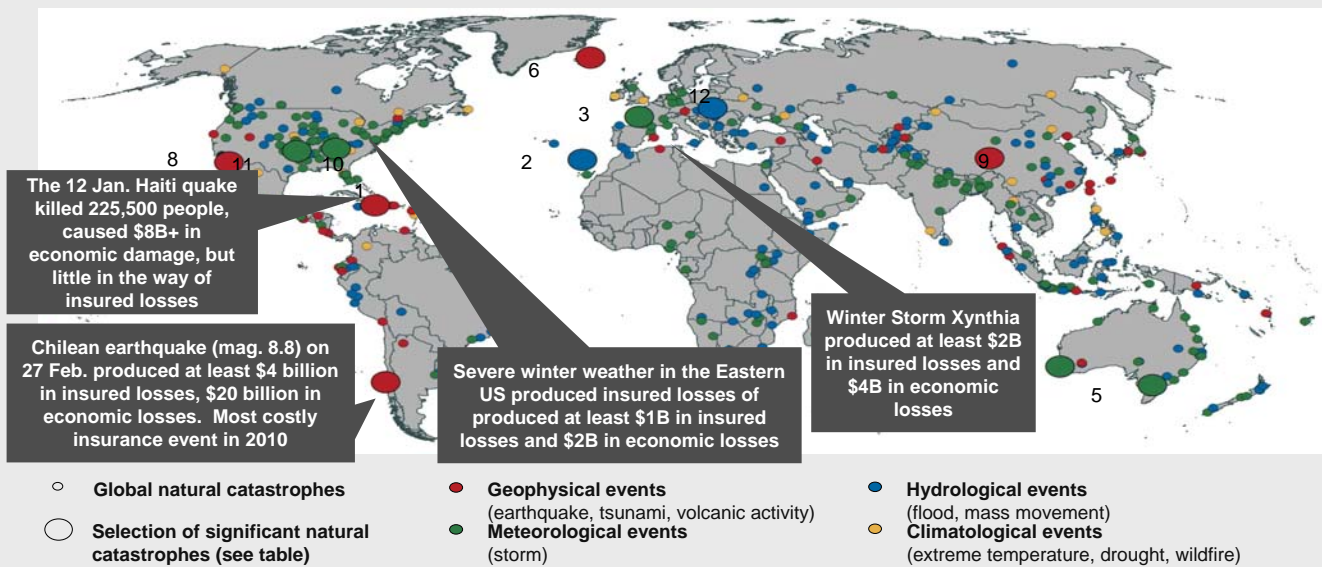 6
12
3
8
11
10
2
9
1
The 12 Jan. Haiti quake
killed 225,500 people,
caused $8B+ in
economic damage, but
little in the way of
insured losses
Chilean earthquake (mag. 8.8) on
27 Feb. produced at least $4 billion
in insured losses, $20 billion in
economic losses. Most costly
insurance event in 2010
Severe winter weather in the Eastern
US produced insured losses of
produced at least $1B in insured
losses and $2B in economic losses
Winter Storm Xynthia
produced at least $2B
in insured losses and
$4B in economic
losses
5
Global natural catastrophes
Selection of significant natural
catastrophes (see table)
Geophysical events
(earthquake, tsunami, volcanic activity)
Meteorological events
(storm)
Hydrological events
(flood, mass movement)
Climatological events
(extreme temperature, drought, wildfire)